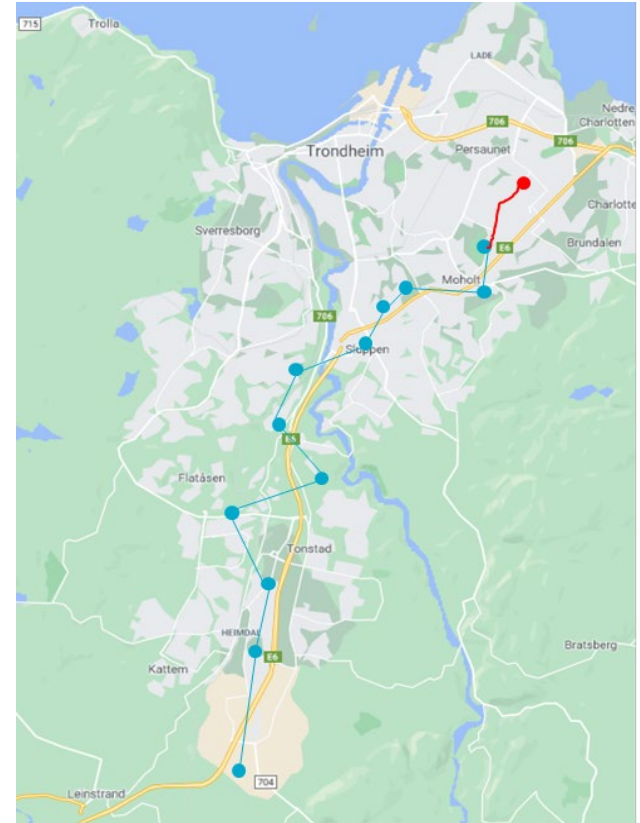 715
Trolla
LADE
Nedre
Charlotten
706
706
Trondheim
Persaunet
Charlotte
Sverresborg
E6
Brundalen
Moholt
706
Sluppen
E6
Flatåsen
Tonstad
HEIMDAL
E6
Bratsberg
Kattem
704
Leinstrand